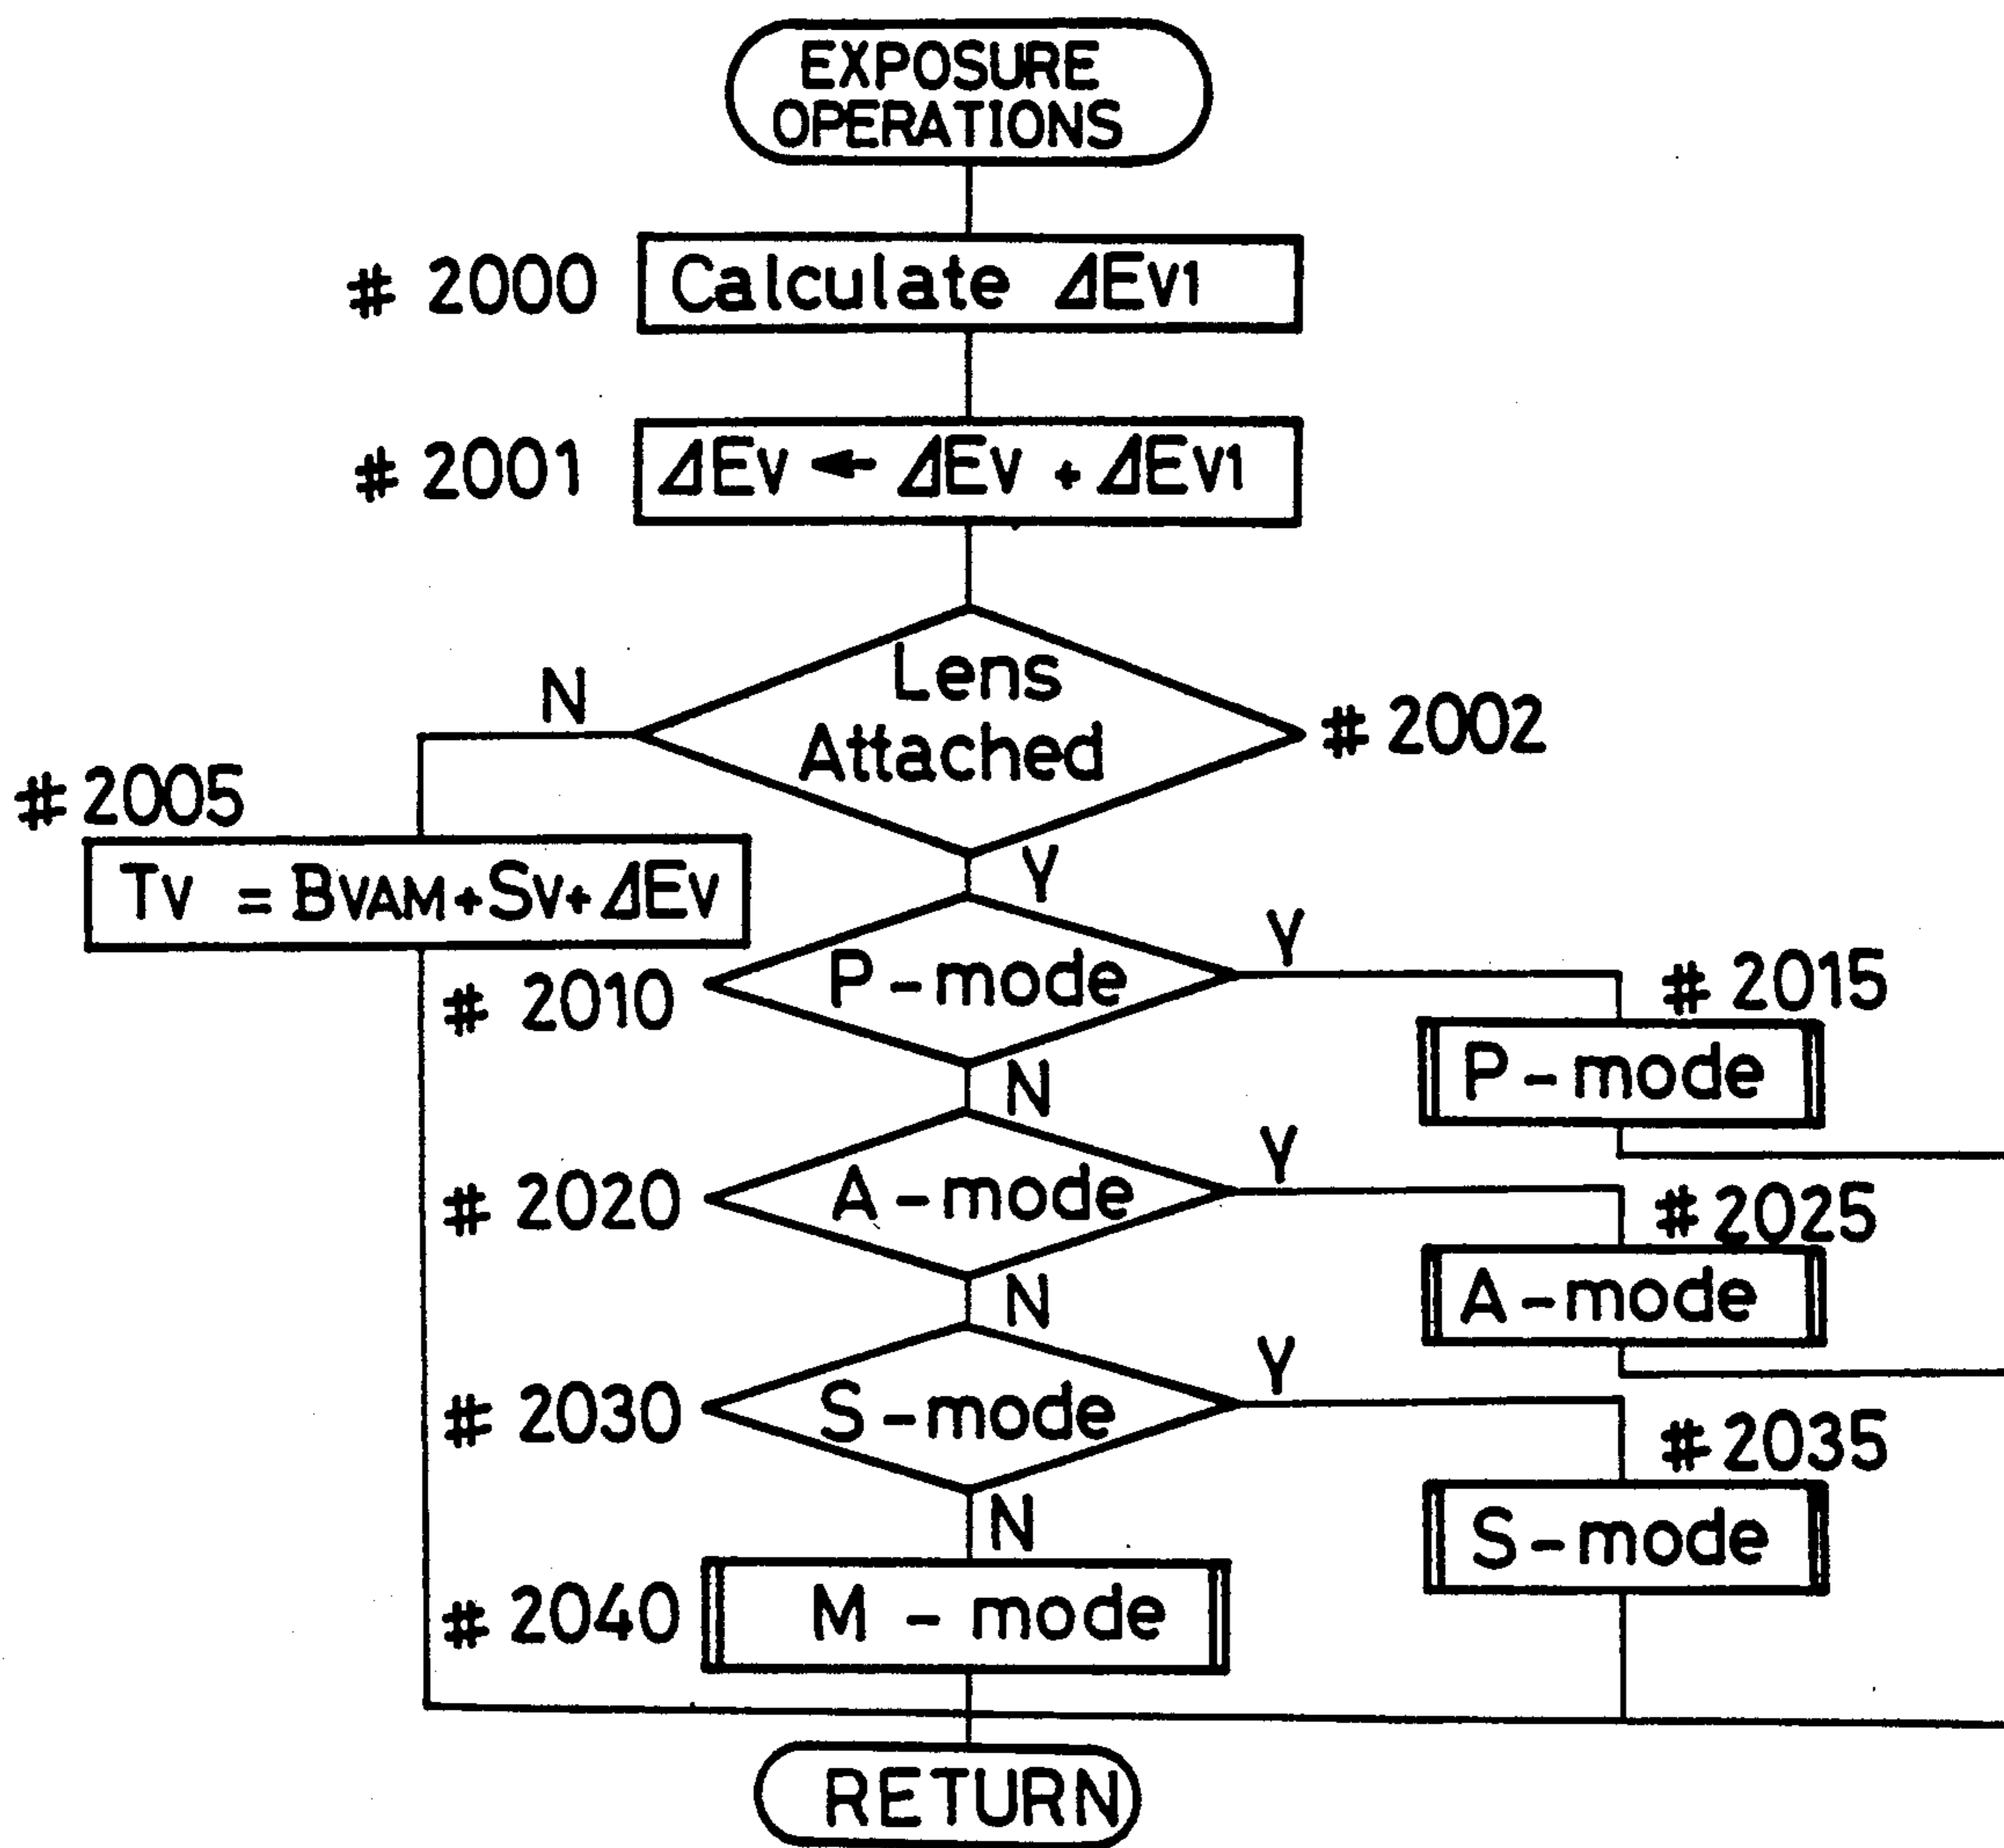 EXPOSURE
OPERATIONS
# 2000
Calculate ΔEv1
# 2001
ΔEv ← ΔEv + ΔEv1
Lens
Attached
# 2002
N
Y
# 2005
Tv = BvAM+Sv+ΔEv
# 2010
P-mode
Y
N
# 2015
P-mode
# 2020
A-mode
Y
N
# 2025
A-mode
# 2030
S-mode
Y
N
# 2035
S-mode
# 2040
M - mode
RETURN